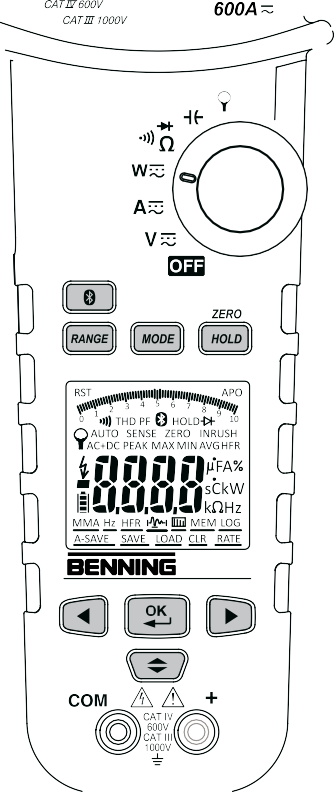 CAT IV 600V
CAT III 1000V
600A
Ω
W
A
V
OFF
ZERO
RANGE MODE HOLD
RST APO
0 1 2 3 4 5 6 7 8 9 10
THD PF HOLD
AUTO SENSE ZERO INRUSH
AC+DC PEAK MAX MIN AVG HFR
8.8.8.8 µFA%
sCkW
kΩHz
MMA Hz HFR MEM LOG
A-SAVE SAVE LOAD CLR RATE
BENNING
OK
COM +
CAT IV
600V
CAT III
1000V